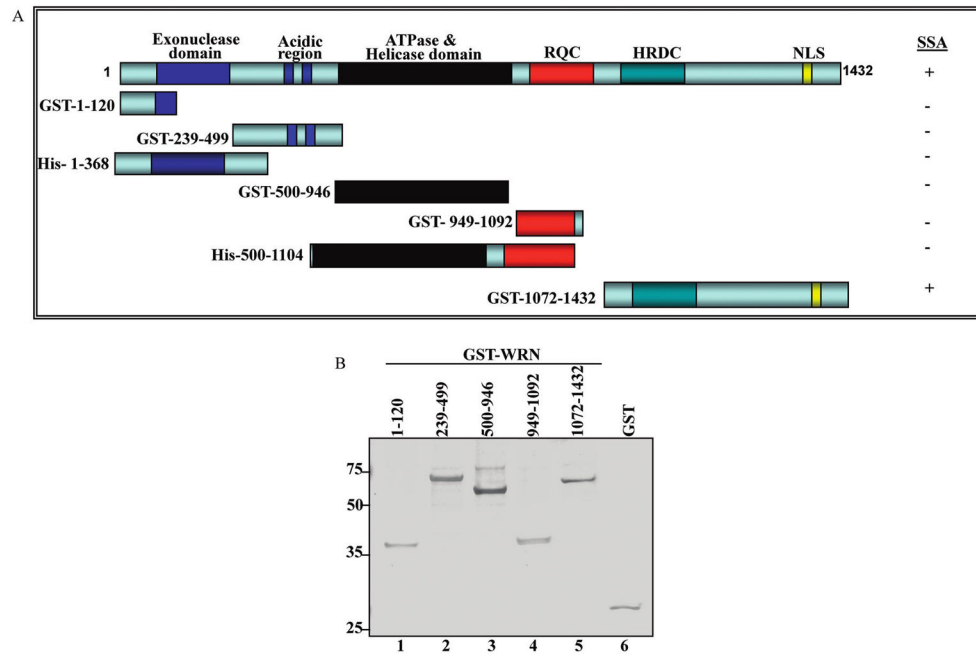 A
Exonuclease domain
Acidic region
ATPase & Helicase domain
RQC
HRDC
NLS
SSA
1
1432
+
GST-1-120
-
GST-239-499
-
His- 1-368
-
GST-500-946
-
GST- 949-1092
-
His-500-1104
-
GST-1072-1432
+
B
GST-WRN
1-120
239-499
500-946
949-1092
1072-1432
GST
75
50
35
25
1 2 3 4 5 6